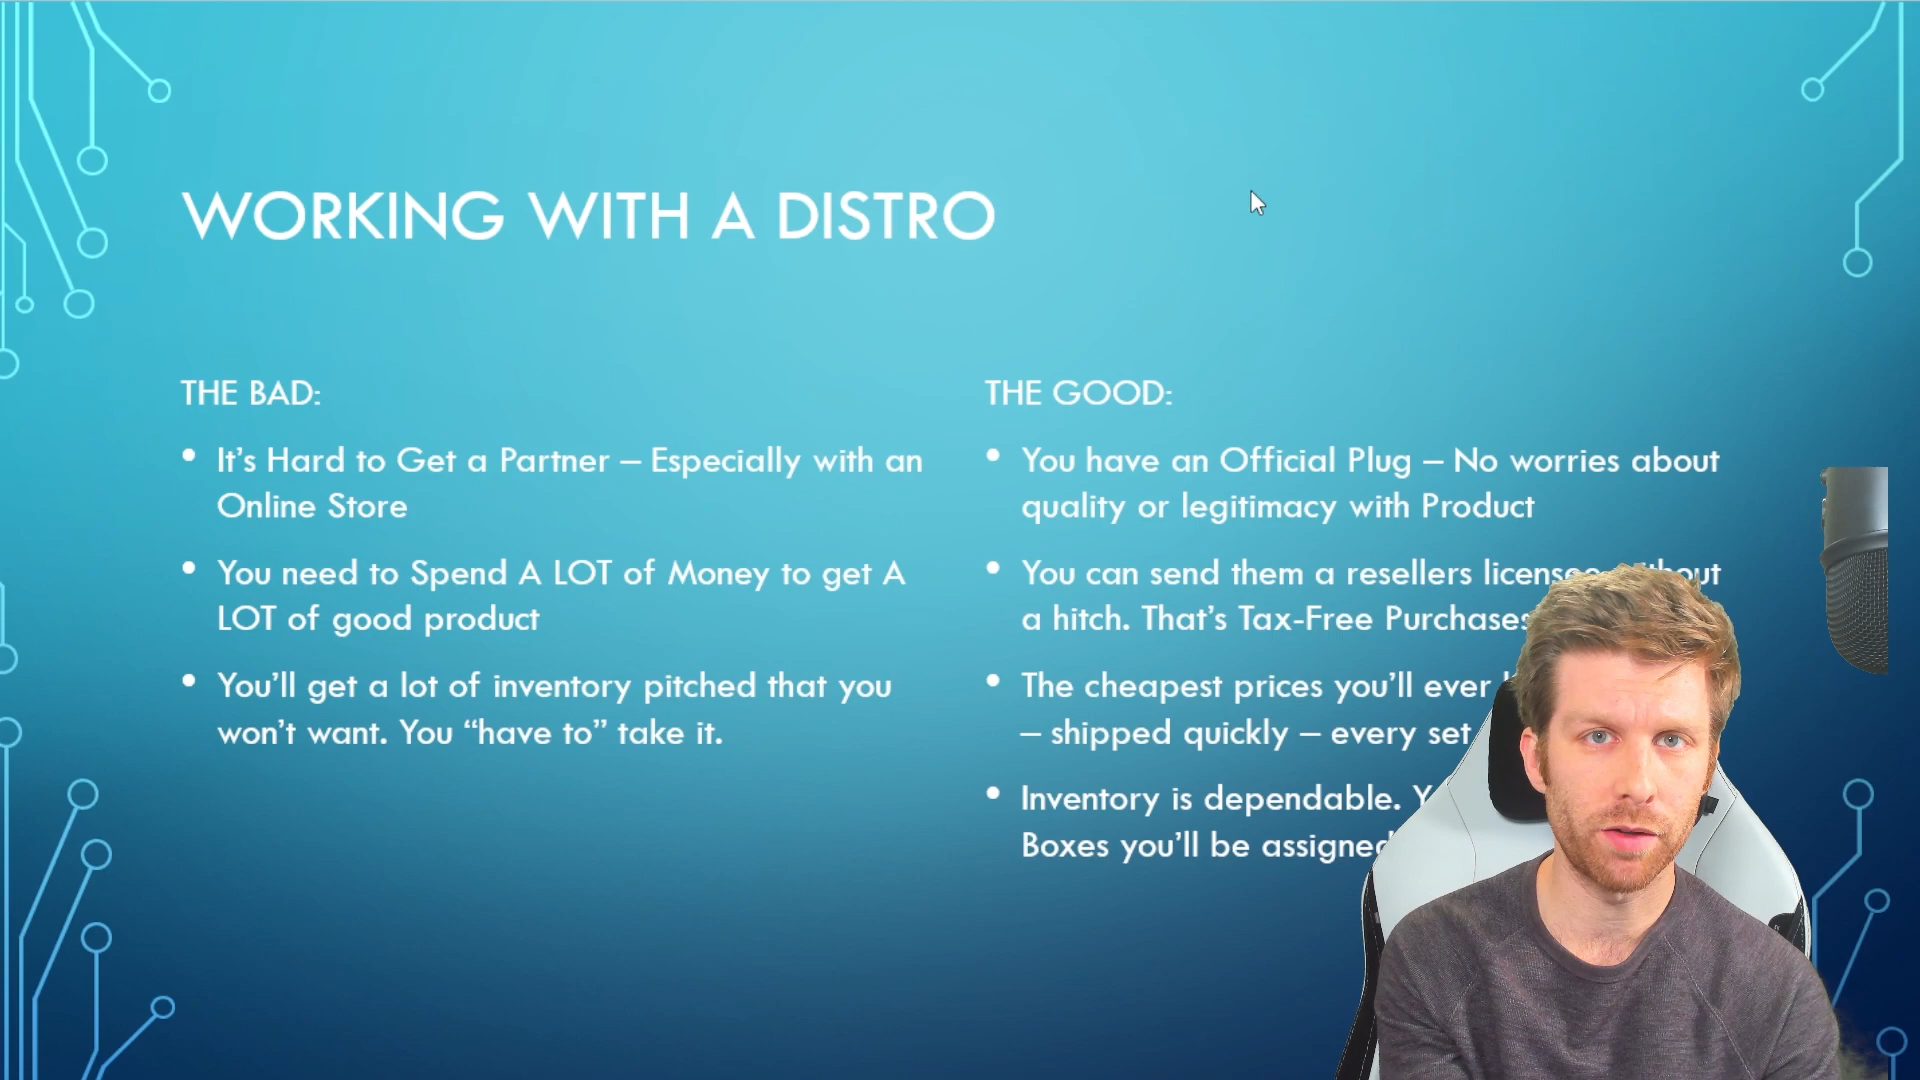 WORKING WITH A DISTRO
THE BAD:
• It's Hard to Get a Partner – Especially with an
Online Store
• You need to Spend A LOT of Money to get A
LOT of good product
• You'll get a lot of inventory pitched that you
won't want. You “have to” take it.
THE GOOD:
• You have an Official Plug – No worries about
quality or legitimacy with Product
• You can send them a resellers license without
a hitch. That's Tax-Free Purchases
• The cheapest prices you'll ever
– shipped quickly – every set
• Inventory is dependable.
Boxes you'll be assigned